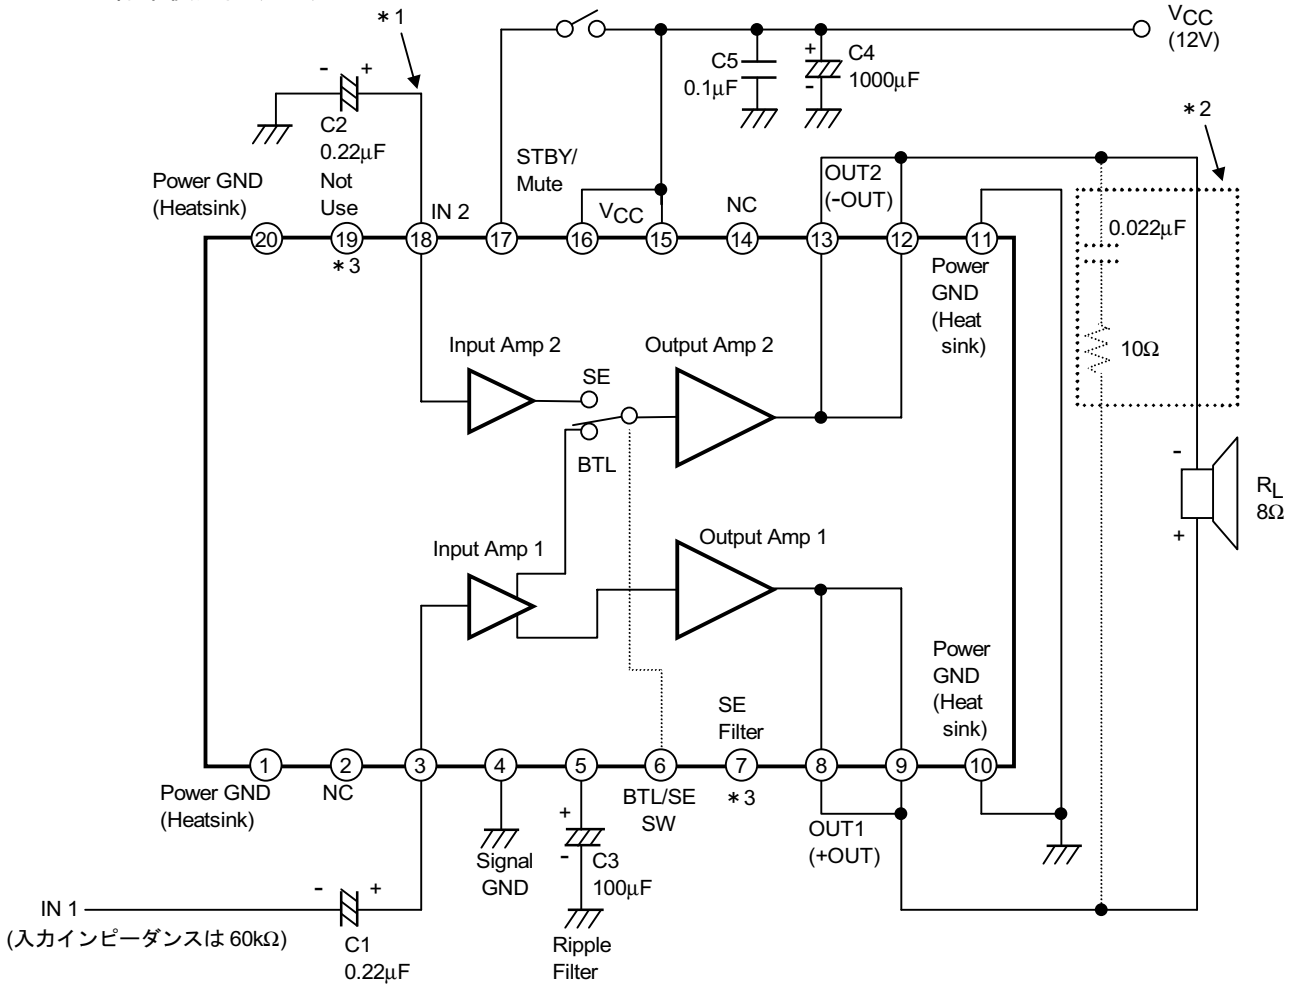 *1
VCC
(12V)
- +
C2
0.22μF
C5
0.1μF
+
-
C4
1000μF
*2
Power GND
(Heatsink)
Not
Use
STBY/
Mute
IN 2
VCC
NC
OUT2
(-OUT)
20
19
18
17
16
15
14
13
12
11
*3
Power
GND
(Heat
sink)
0.022μF
10Ω
Input Amp 2
Output Amp 2
SE
BTL
-
+
RL
8Ω
Input Amp 1
Output Amp 1
Power
GND
(Heat
sink)
SE
Filter
1
2
3
4
5
6
7
8
9
10
Power GND
(Heatsink)
NC
BTL/SE
SW
*3
OUT1
(+OUT)
Signal
GND
+
-
C3
100μF
Ripple
Filter
IN 1
(入力インピーダンスは 60kΩ)
- +
C1
0.22μF